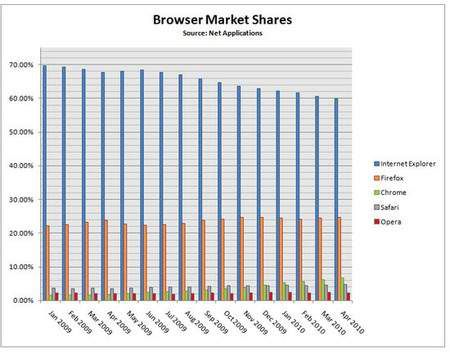 Browser Market Shares
Source: Net Applications
70.00%
60.00%
50.00%
40.00%
30.00%
20.00%
10.00%
0.00%
Internet Explorer
Firefox
Chrome
Safari
Opera
Jan 2009
Feb 2009
Mar 2009
Apr 2009
May 2009
Jun 2009
Jul 2009
Aug 2009
Sep 2009
Oct 2009
Nov 2009
Dec 2009
Jan 2010
Feb 2010
Mar 2010
Apr 2010